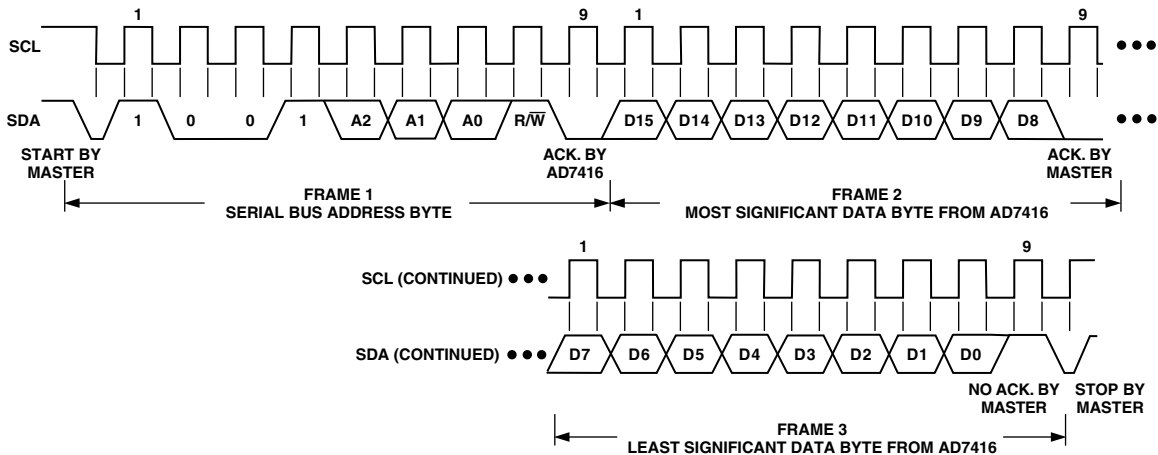 1 9 1 9
SCL
SDA 1 0 0 1 A2 A1 A0 R/W̅ D15 D14 D13 D12 D11 D10 D9 D8
START BY MASTER
ACK. BY AD7416
ACK. BY MASTER
FRAME 1
SERIAL BUS ADDRESS BYTE
FRAME 2
MOST SIGNIFICANT DATA BYTE FROM AD7416
1 9
SCL (CONTINUED)
SDA (CONTINUED) D7 D6 D5 D4 D3 D2 D1 D0
NO ACK. BY MASTER
STOP BY MASTER
FRAME 3
LEAST SIGNIFICANT DATA BYTE FROM AD7416